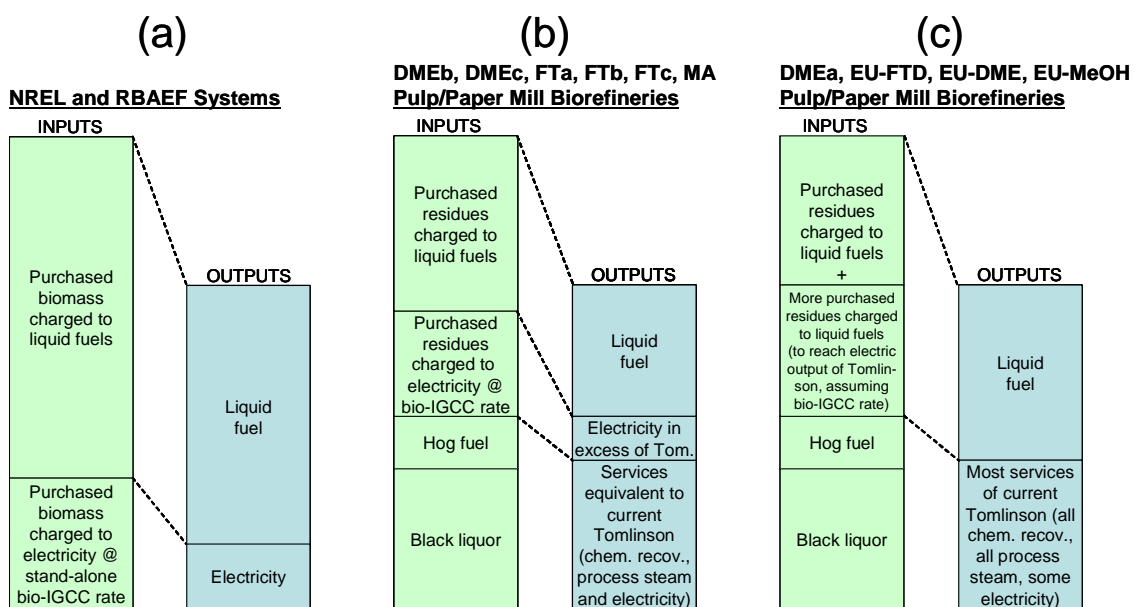 (a)
NREL and RBAEF Systems
INPUTS
Purchased
biomass
charged to
liquid fuels
Purchased
biomass
charged to
electricity @
stand-alone
bio-IGCC rate
OUTPUTS
Liquid
fuel
Electricity
(b)
DMEb, DMEc, FTa, FTb, FTc, MA
Pulp/Paper Mill Biorefineries
INPUTS
Purchased
residues
charged to
liquid fuels
Purchased
residues
charged to
electricity @
bio-IGCC rate
Hog fuel
Black liquor
OUTPUTS
Liquid
fuel
Electricity in
excess of Tom.
Services
equivalent to
current
Tomlinson
(chem. recov.,
process steam
and electricity)
(c)
DMEa, EU-FTD, EU-DME, EU-MeOH
Pulp/Paper Mill Biorefineries
INPUTS
Purchased
residues
charged to
liquid fuels
+
More purchased
residues charged
to liquid fuels
(to reach electric
output of Tomlin-
son, assuming
bio-IGCC rate)
Hog fuel
Black liquor
OUTPUTS
Liquid
fuel
Most services
of current
Tomlinson (all
chem. recov.,
all process
steam, some
electricity)